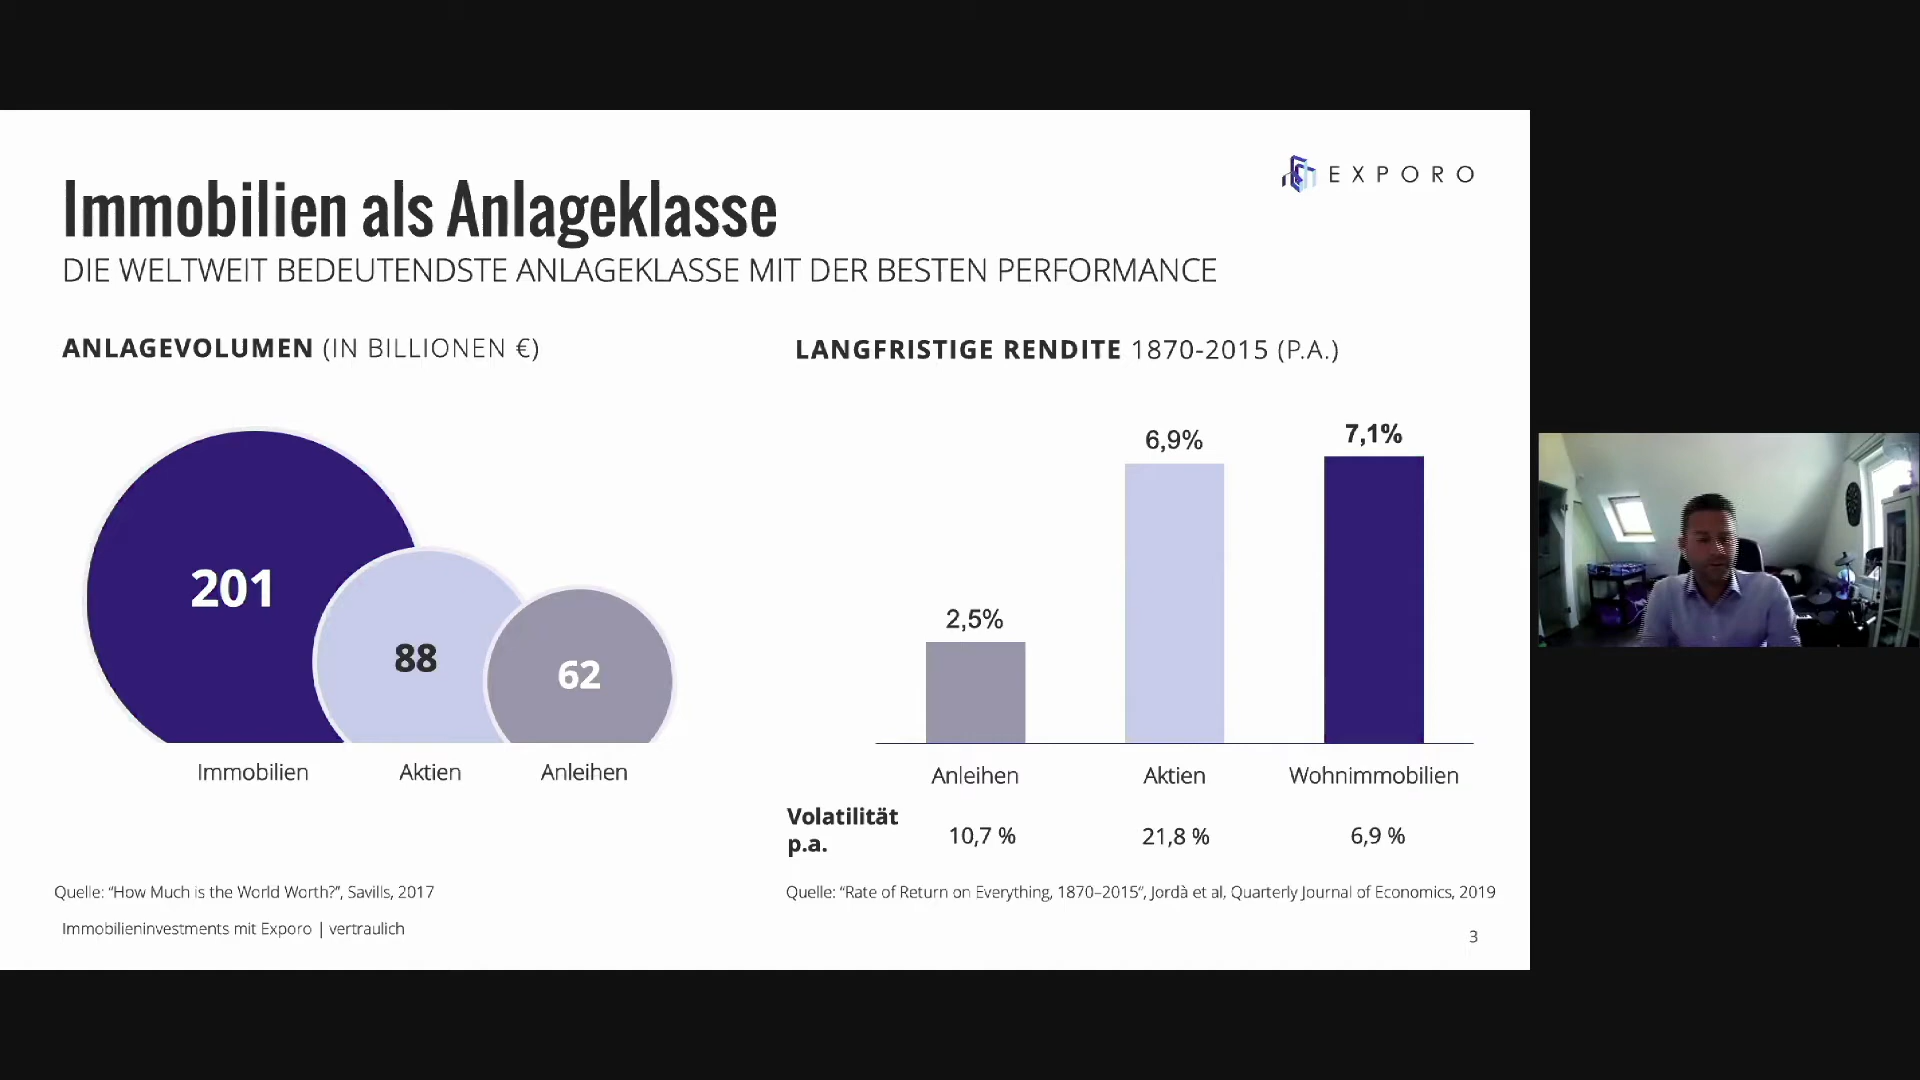 EXPORO
Immobilien als Anlageklasse
DIE WELTWEIT BEDEUTENDSTE ANLAGEKLASSE MIT DER BESTEN PERFORMANCE
ANLAGEVOLUMEN (IN BILLIONEN €)
201
88
62
Immobilien
Aktien
Anleihen
Quelle: “How Much is the World Worth?”, Savills, 2017
LANGFRISTIGE RENDITE 1870-2015 (P.A.)
2,5%
6,9%
7,1%
Anleihen
Aktien
Wohnimmobilien
Volatilität
p.a.
10,7 %
21,8 %
6,9 %
Quelle: “Rate of Return on Everything, 1870–2015”, Jordà et al, Quarterly Journal of Economics, 2019
Immobilieninvestments mit Exporo | vertraulich
3